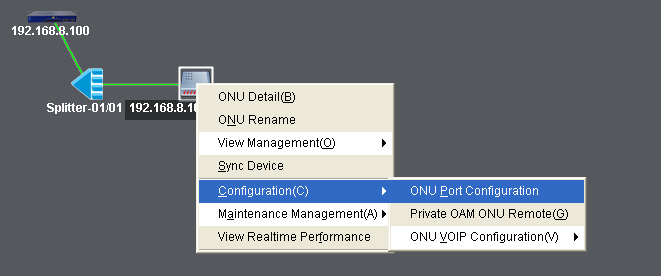 192.168.8.100
Splitter-01/01
192.168.8.10
ONU Detail(B)
ONU Rename
View Management(O)
Sync Device
Configuration(C)
Maintenance Management(A)
View Realtime Performance
ONU Port Configuration
Private OAM ONU Remote(G)
ONU VOIP Configuration(V)